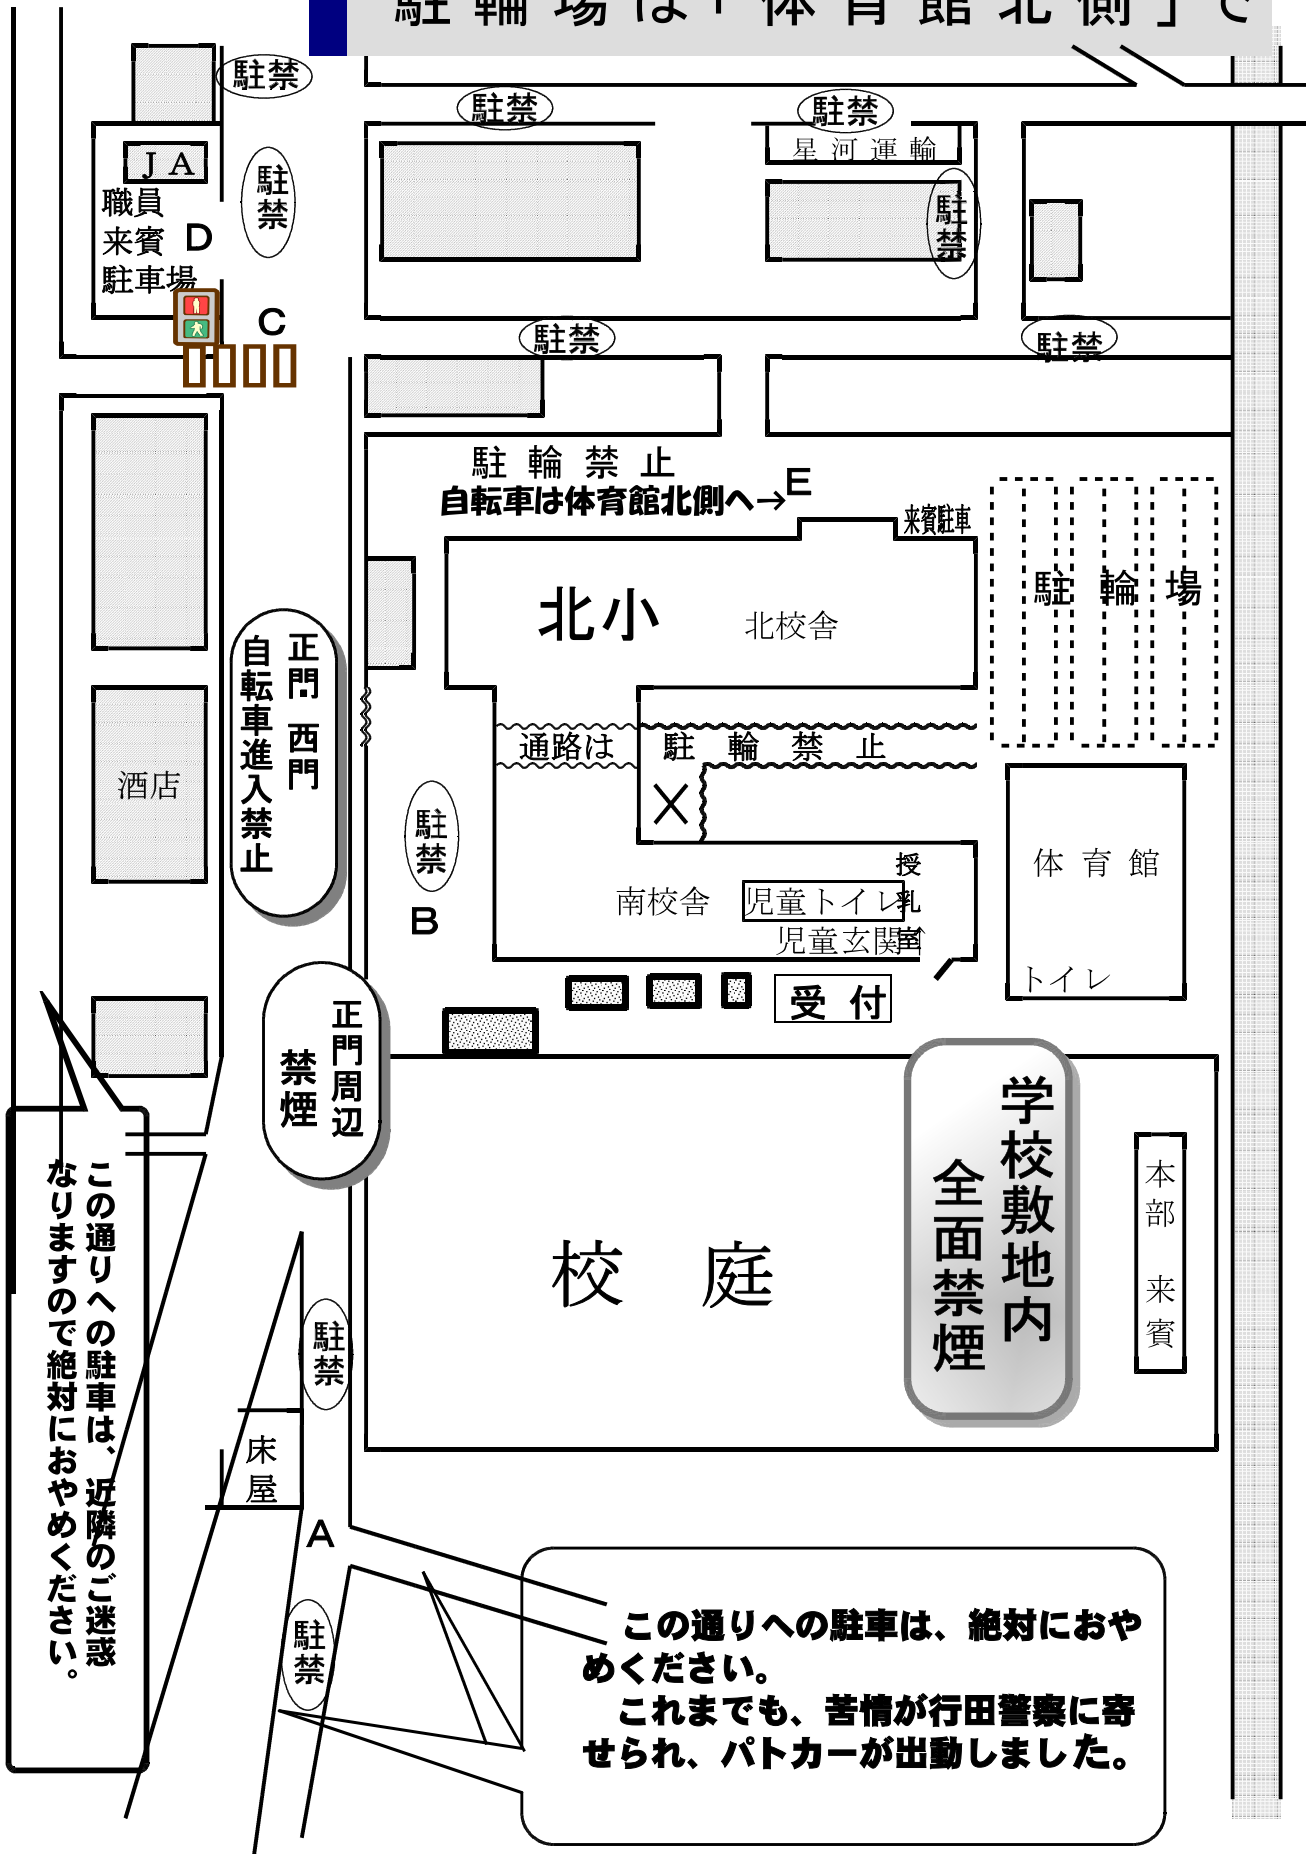 駐輪場は「体育館北側」で
駐禁
駐禁
駐禁
星河運輸
JA
職員
来賓
駐車場
D
駐禁
駐禁
C
駐禁
駐禁
駐輪禁止
自転車は体育館北側へ→
E
来賓駐車
駐輪場
北小
北校舎
正門・西門
自転車進入禁止
通路は
駐輪禁止
酒店
駐禁
B
体育館
トイレ
授乳室
南校舎
児童トイレ
児童玄関
受付
正門周辺
禁煙
学校敷地内
全面禁煙
本部 来賓
校庭
この通りへの駐車は、近隣のご迷惑
なりますので絶対におやめください。
駐禁
床屋
A
駐禁
この通りへの駐車は、絶対におや
めください。
これまでも、苦情が行田警察に寄
せられ、パトカーが出動しました。